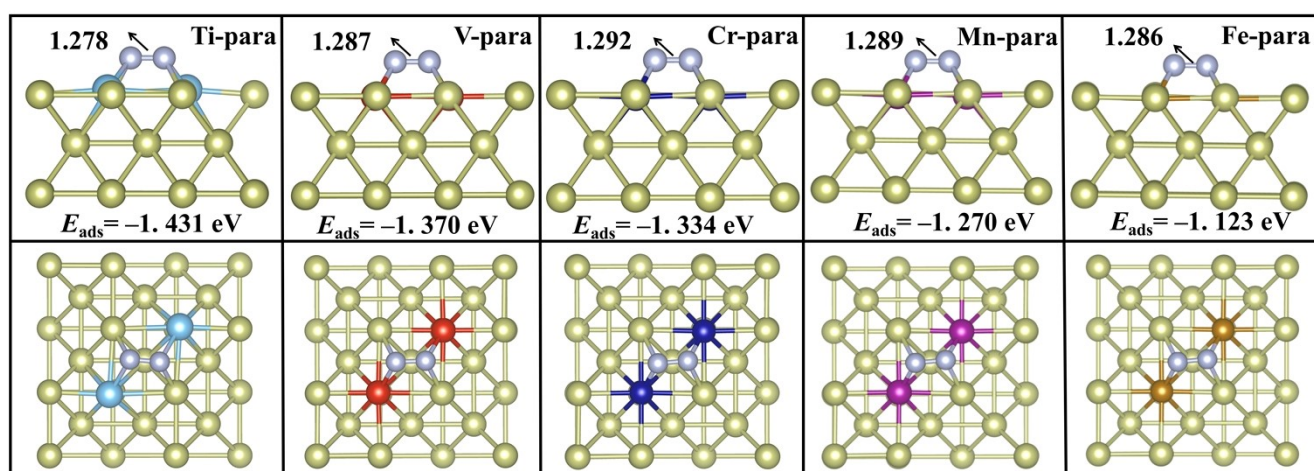 1.278 Ti-para
1.287 V-para
1.292 Cr-para
1.289 Mn-para
1.286 Fe-para
Eads= –1. 431 eV
Eads= –1. 370 eV
Eads= –1. 334 eV
Eads= –1. 270 eV
Eads= –1. 123 eV